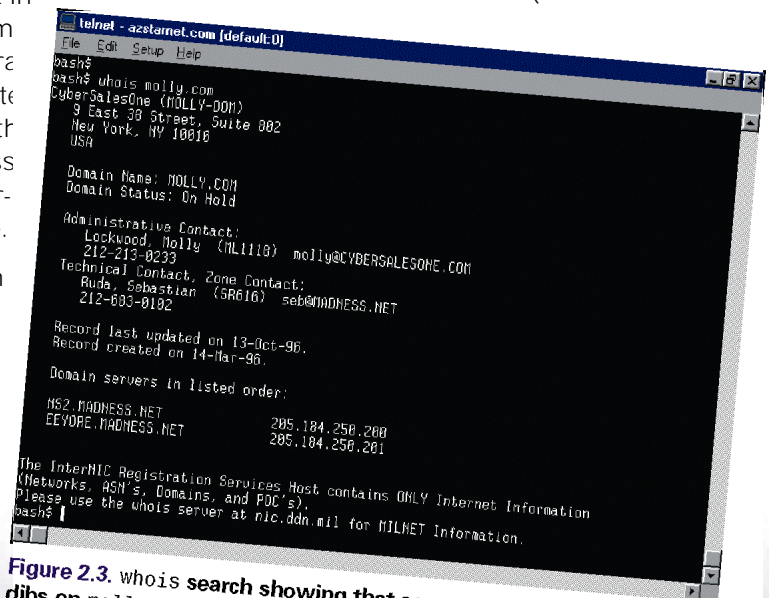 telnet - azstarnet.com [default:0]
File Edit Setup Help
bash$
bash$ whois molly.com
CyberSalesOne (MOLLY-DOM)
9 East 38 Street, Suite 802
New York, NY 10016
USA
Domain Name: MOLLY.COM
Domain Status: On Hold
Administrative Contact:
Lockwood, Molly (ML1118) molly@CYBERSALESONE.COM
212-213-0233
Technical Contact, Zone Contact:
Ruda, Sebastian (SR616) seb@MADNESS.NET
212-603-0192
Record last updated on 13-Oct-96.
Record created on 14-Mar-96.
Domain servers in listed order:
NS2.MADNESS.NET 205.184.250.200
EEYORE.MADNESS.NET 205.184.250.201
The InterNIC Registration Services Host contains ONLY Internet Information
(Networks, ASN's, Domains, and POC's).
Please use the whois server at nic.ddn.mil for MILNET Information.
bash$
Figure 2.3. whois search showing that
dibs on